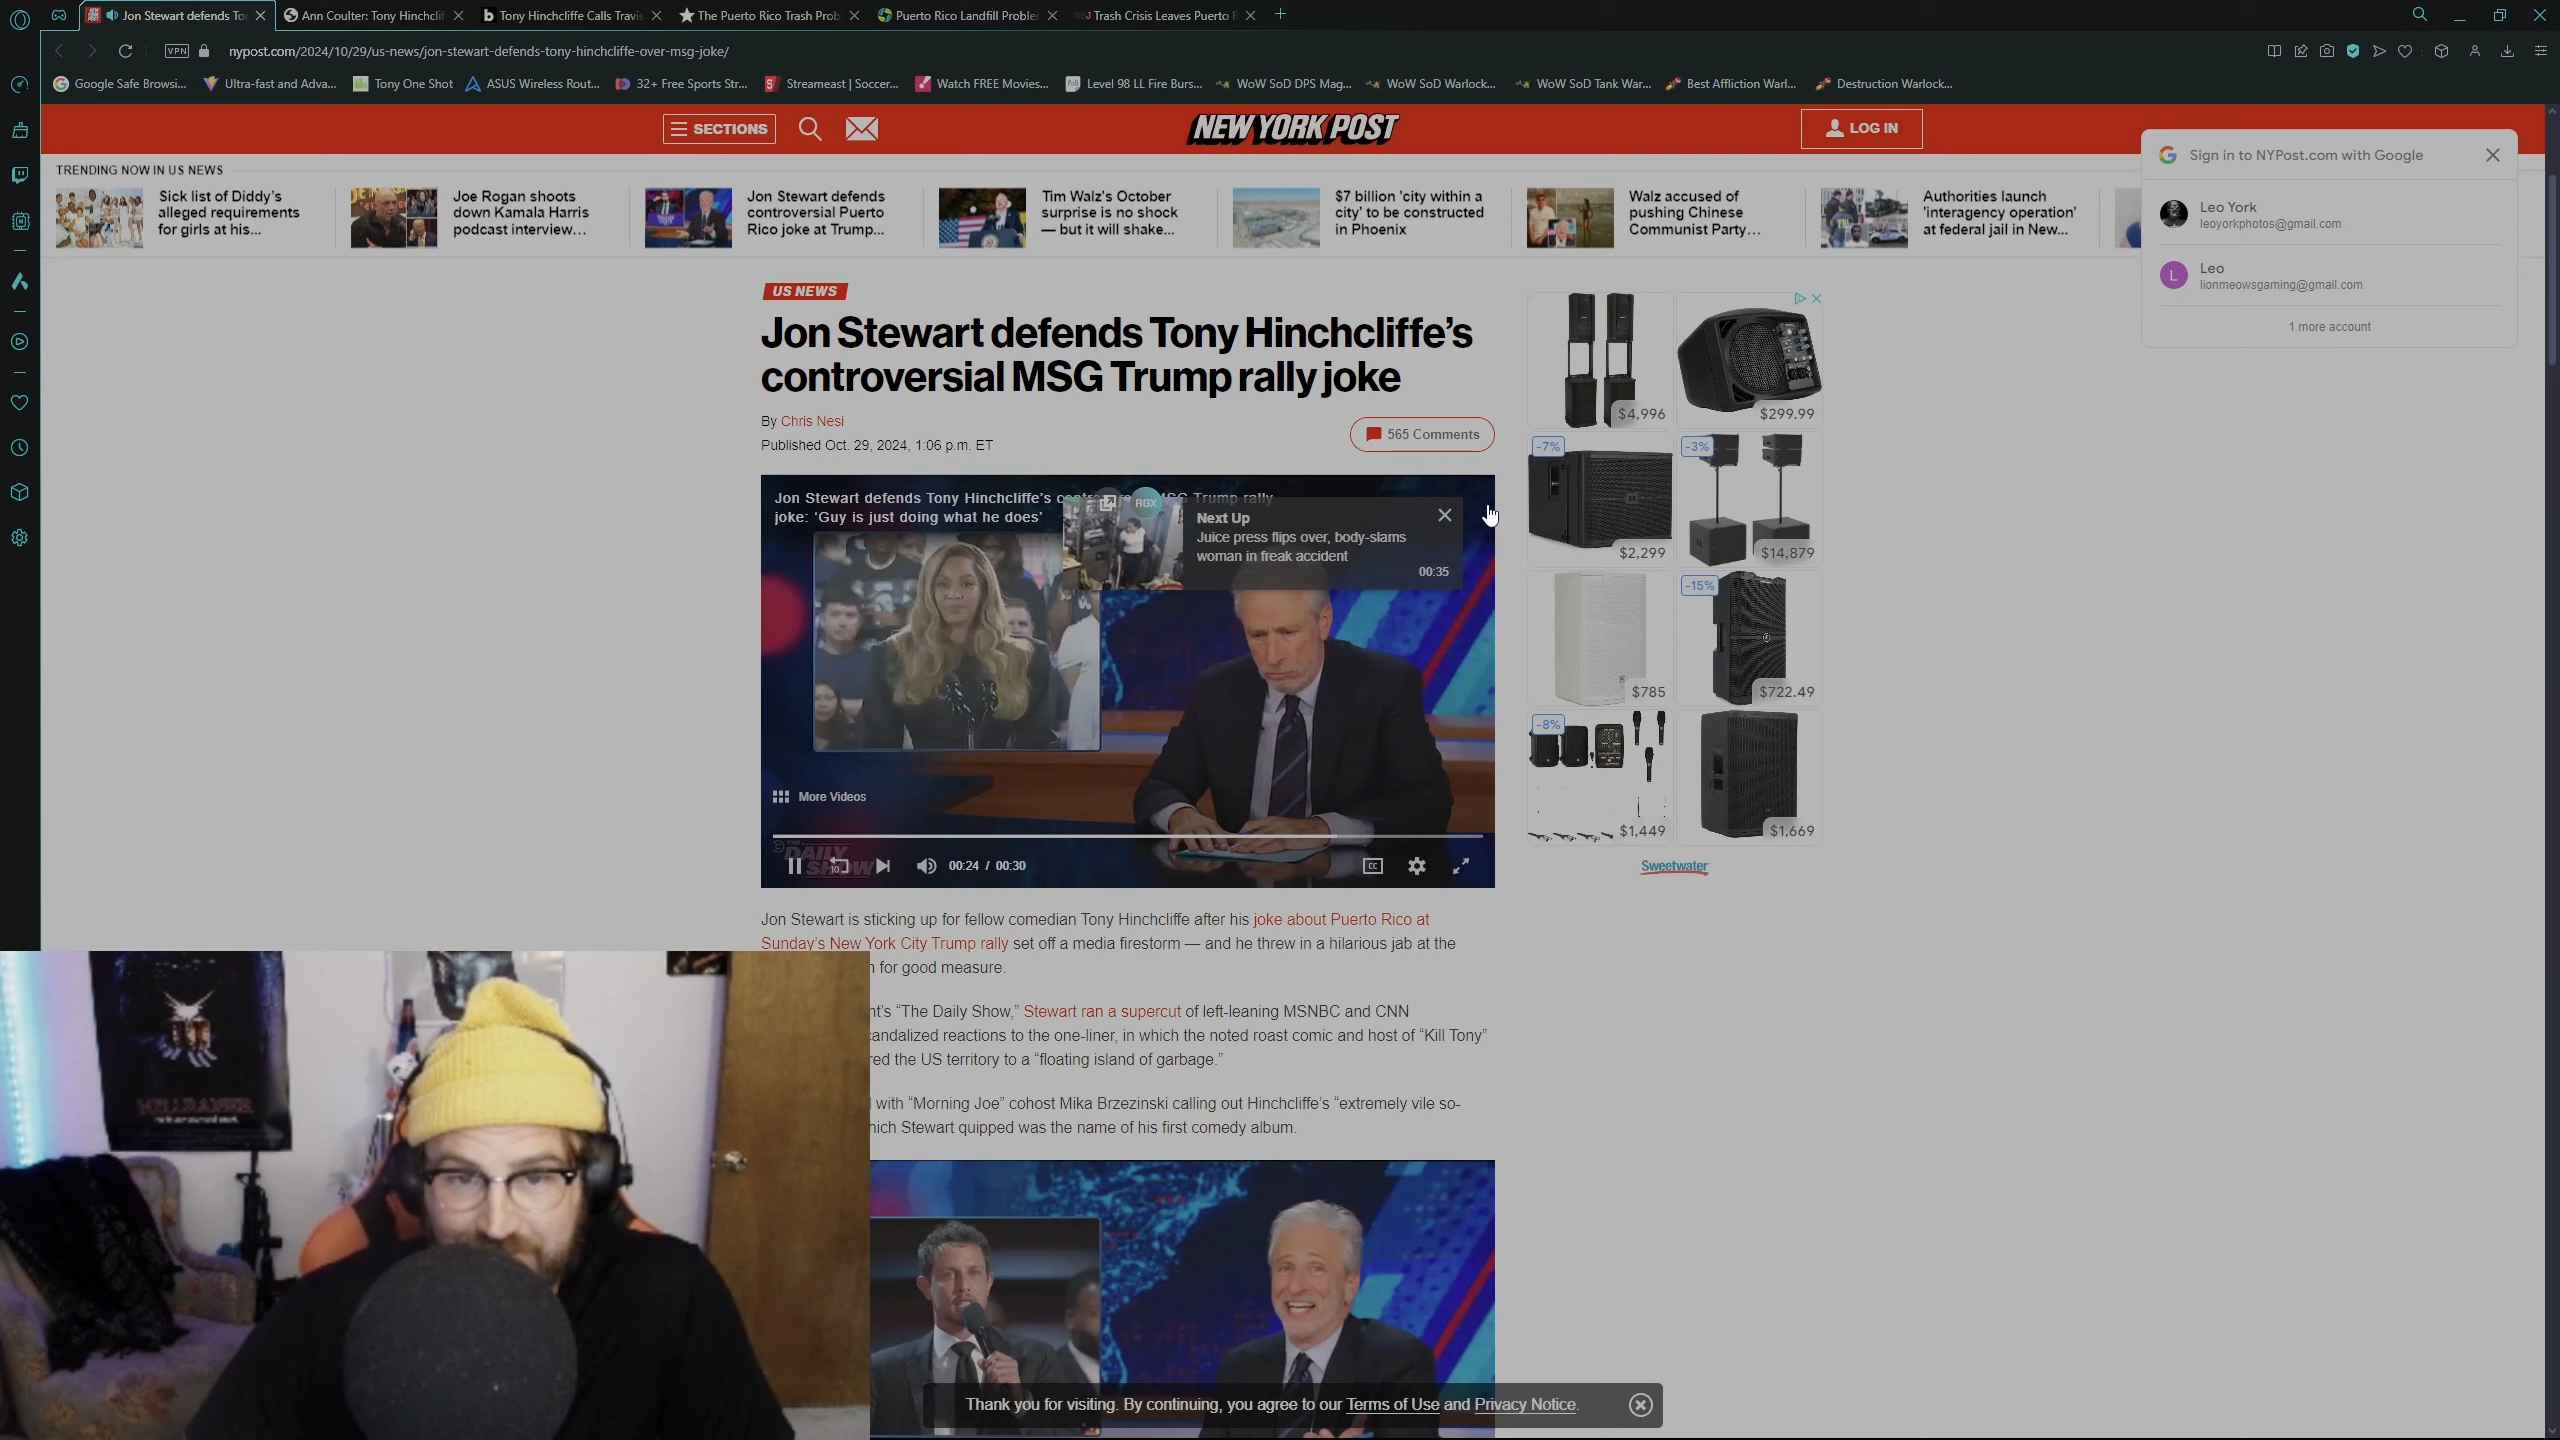 Jon Stewart defends To
Ann Coulter: Tony Hinchcliff
Tony Hinchcliffe Calls Travis
The Puerto Rico Trash Probl
Puerto Rico Landfill Problem
Trash Crisis Leaves Puerto R
VPN
nypost.com/2024/10/29/us-news/jon-stewart-defends-tony-hinchcliffe-over-msg-joke/
Google Safe Browsi...
Ultra-fast and Adva...
Tony One Shot
ASUS Wireless Rout...
32+ Free Sports Str...
Streameast | Soccer...
Watch FREE Movies...
Level 98 LL Fire Burs...
WoW SoD DPS Mag...
WoW SoD Warlock...
WoW SoD Tank War...
Best Affliction Warl...
Destruction Warlock...
SECTIONS
NEW YORK POST
LOG IN
TRENDING NOW IN US NEWS
Sick list of Diddy's
alleged requirements
for girls at his...
Joe Rogan shoots
down Kamala Harris
podcast interview...
Jon Stewart defends
controversial Puerto
Rico joke at Trump...
Tim Walz's October
surprise is no shock
— but it will shake...
$7 billion 'city within a
city' to be constructed
in Phoenix
Walz accused of
pushing Chinese
Communist Party...
Authorities launch
'interagency operation'
at federal jail in New...
Sign in to NYPost.com with Google
Leo York
leoyorkphotos@gmail.com
L
Leo
lionmeowsgaming@gmail.com
1 more account
US NEWS
Jon Stewart defends Tony Hinchcliffe's
controversial MSG Trump rally joke
By Chris Nesi
Published Oct. 29, 2024, 1:06 p.m. ET
565 Comments
Jon Stewart defends Tony Hinchcliffe's
MSG Trump rally
joke: 'Guy is just doing what he does'
RGX
Next Up
Juice press flips over, body-slams
woman in freak accident
00:35
More Videos
THE
DAILY
SHOW
10
00:24 / 00:30
CC
$4,996
$299.99
-7%
-3%
$2,299
$14,879
-15%
$785
$722.49
-8%
$1,449
$1,669
Sweetwater
Jon Stewart is sticking up for fellow comedian Tony Hinchcliffe after his joke about Puerto Rico at
Sunday's New York City Trump rally set off a media firestorm — and he threw in a hilarious jab at the
for good measure.
nt's "The Daily Show," Stewart ran a supercut of left-leaning MSNBC and CNN
candalized reactions to the one-liner, in which the noted roast comic and host of "Kill Tony"
red the US territory to a "floating island of garbage."
with "Morning Joe" cohost Mika Brzezinski calling out Hinchcliffe's "extremely vile so-
hich Stewart quipped was the name of his first comedy album.
HELLRAISER
Thank you for visiting. By continuing, you agree to our Terms of Use and Privacy Notice.